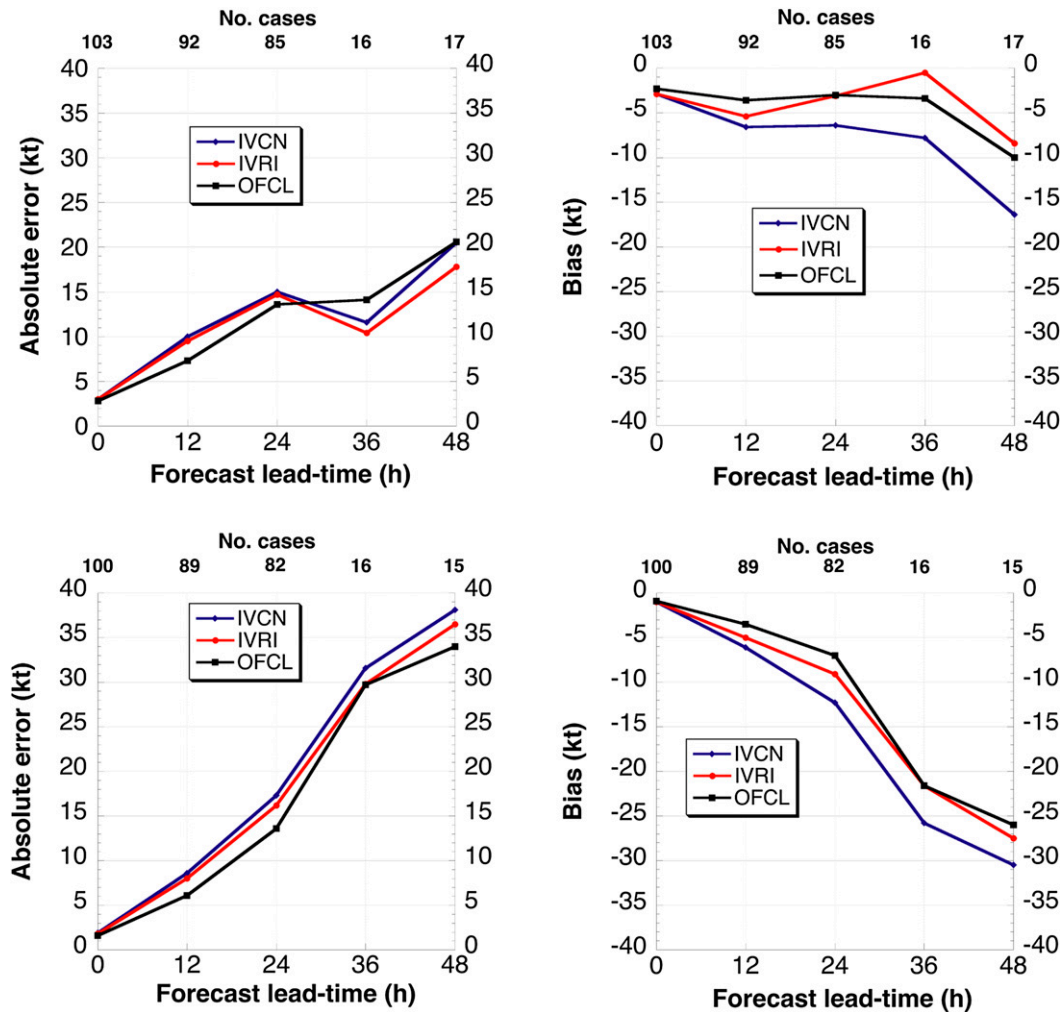 No. cases
103 92 85 16 17
40 40
35 35
30 30
25 25
20 20
15 15
10 10
5 5
0 0
IVCN
IVRI
OFCL
Absolute error (kt)
0 12 24 36 48
Forecast lead-time (h)
No. cases
103 92 85 16 17
0 0
-5 -5
-10 -10
-15 -15
-20 -20
-25 -25
-30 -30
-35 -35
-40 -40
IVCN
IVRI
OFCL
Bias (kt)
0 12 24 36 48
Forecast lead-time (h)
No. cases
100 89 82 16 15
40 40
35 35
30 30
25 25
20 20
15 15
10 10
5 5
0 0
IVCN
IVRI
OFCL
Absolute error (kt)
0 12 24 36 48
Forecast lead-time (h)
No. cases
100 89 82 16 15
0 0
-5 -5
-10 -10
-15 -15
-20 -20
-25 -25
-30 -30
-35 -35
-40 -40
IVCN
IVRI
OFCL
Bias (kt)
0 12 24 36 48
Forecast lead-time (h)